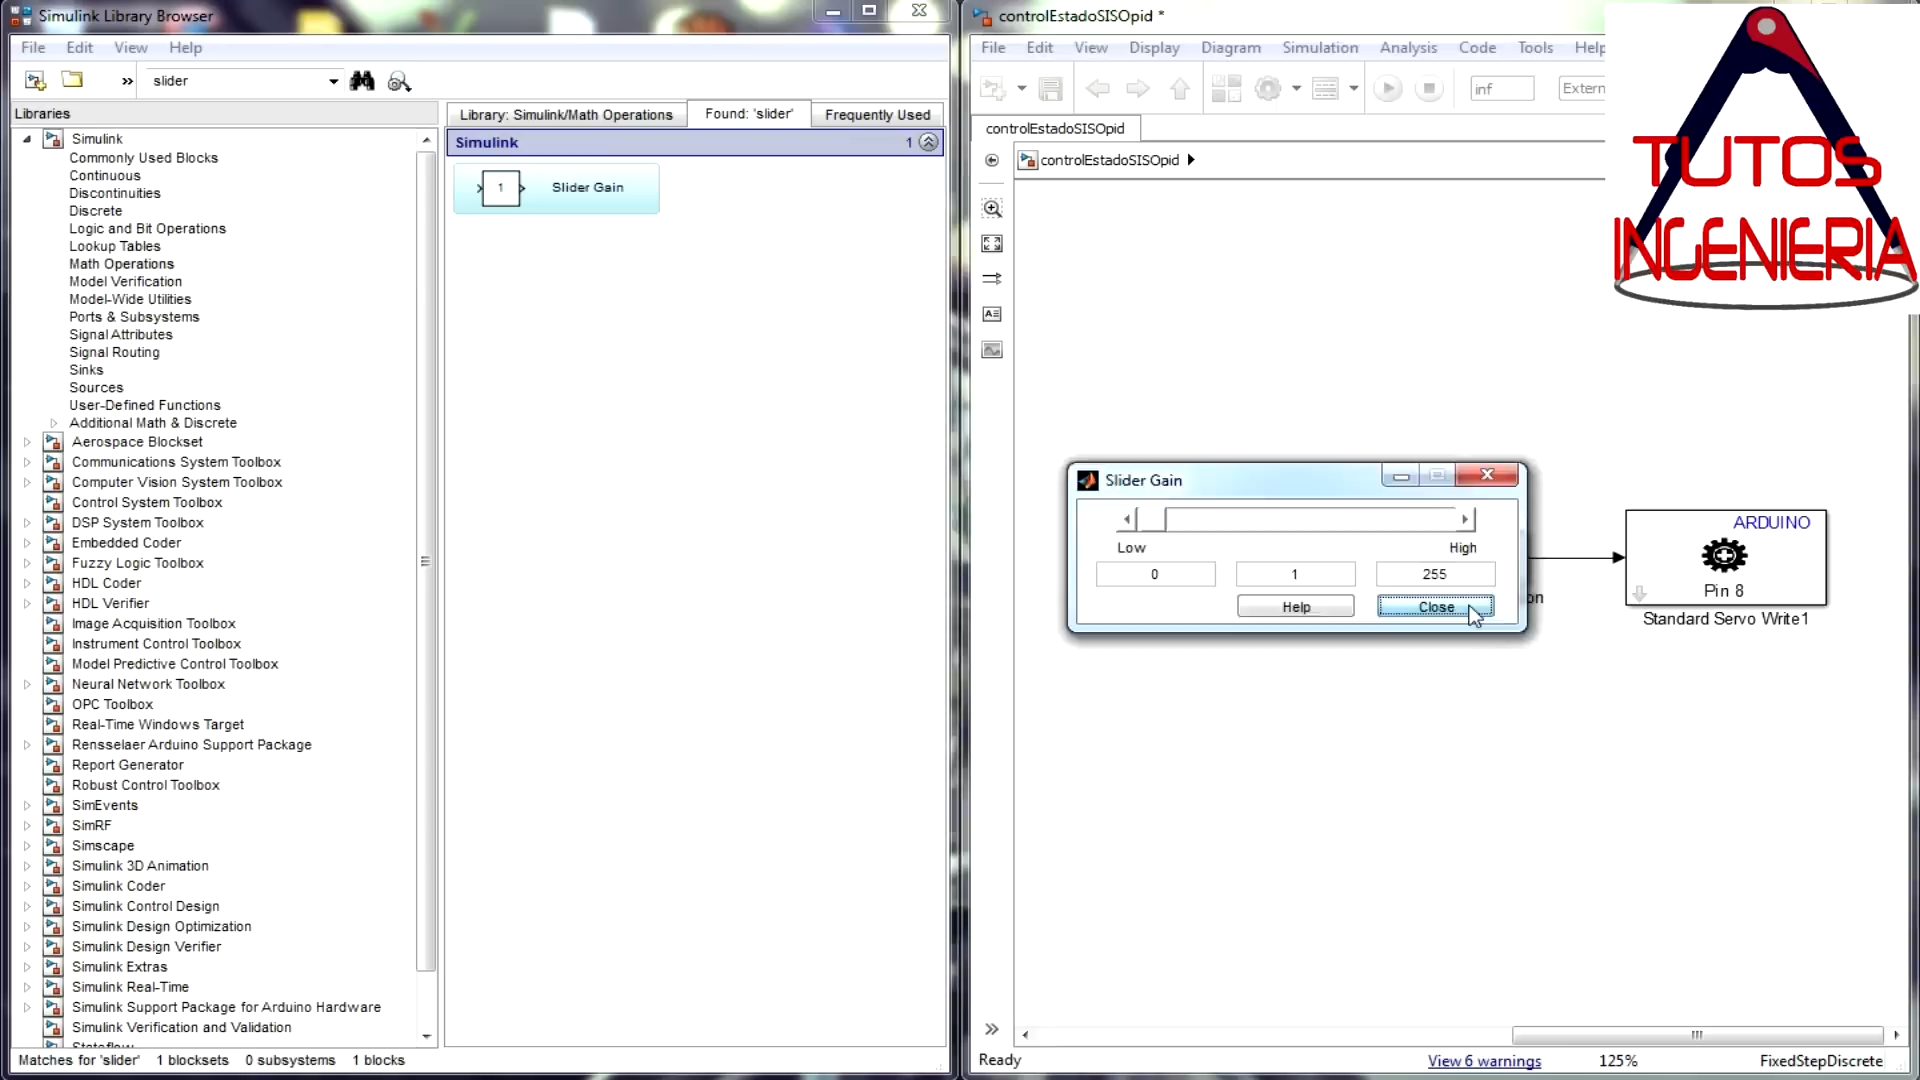 Simulink Library Browser
File Edit View Help
» slider
Libraries
Simulink
Commonly Used Blocks
Continuous
Discontinuities
Discrete
Logic and Bit Operations
Lookup Tables
Math Operations
Model Verification
Model-Wide Utilities
Ports & Subsystems
Signal Attributes
Signal Routing
Sinks
Sources
User-Defined Functions
Additional Math & Discrete
Aerospace Blockset
Communications System Toolbox
Computer Vision System Toolbox
Control System Toolbox
DSP System Toolbox
Embedded Coder
Fuzzy Logic Toolbox
HDL Coder
HDL Verifier
Image Acquisition Toolbox
Instrument Control Toolbox
Model Predictive Control Toolbox
Neural Network Toolbox
OPC Toolbox
Real-Time Windows Target
Rensselaer Arduino Support Package
Report Generator
Robust Control Toolbox
SimEvents
SimRF
Simscape
Simulink 3D Animation
Simulink Coder
Simulink Control Design
Simulink Design Optimization
Simulink Design Verifier
Simulink Extras
Simulink Real-Time
Simulink Support Package for Arduino Hardware
Simulink Verification and Validation
Stateflow
Matches for 'slider' 1 blocksets 0 subsystems 1 blocks
Library: Simulink/Math Operations Found: 'slider' Frequently Used
Simulink 1
1 Slider Gain
controlEstadoSISOpid *
File Edit View Display Diagram Simulation Analysis Code Tools Help
inf Extern
controlEstadoSISOpid
controlEstadoSISOpid
TUTOS
INGENIERIA
Slider Gain
Low High
0 1 255
Help Close
on
ARDUINO
Pin 8
Standard Servo Write1
»
Ready View 6 warnings 125% FixedStepDiscrete